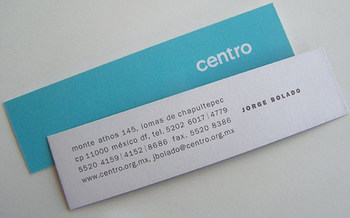 centro
JORGE BOLADO
monte athos 145, lomas de chapultepec
cp 11000 méxico df, tel. 5202 6017|4779
5520 4159|4152|8686 fax. 5520 8386
www.centro.org.mx, jbolado@centro.org.mx